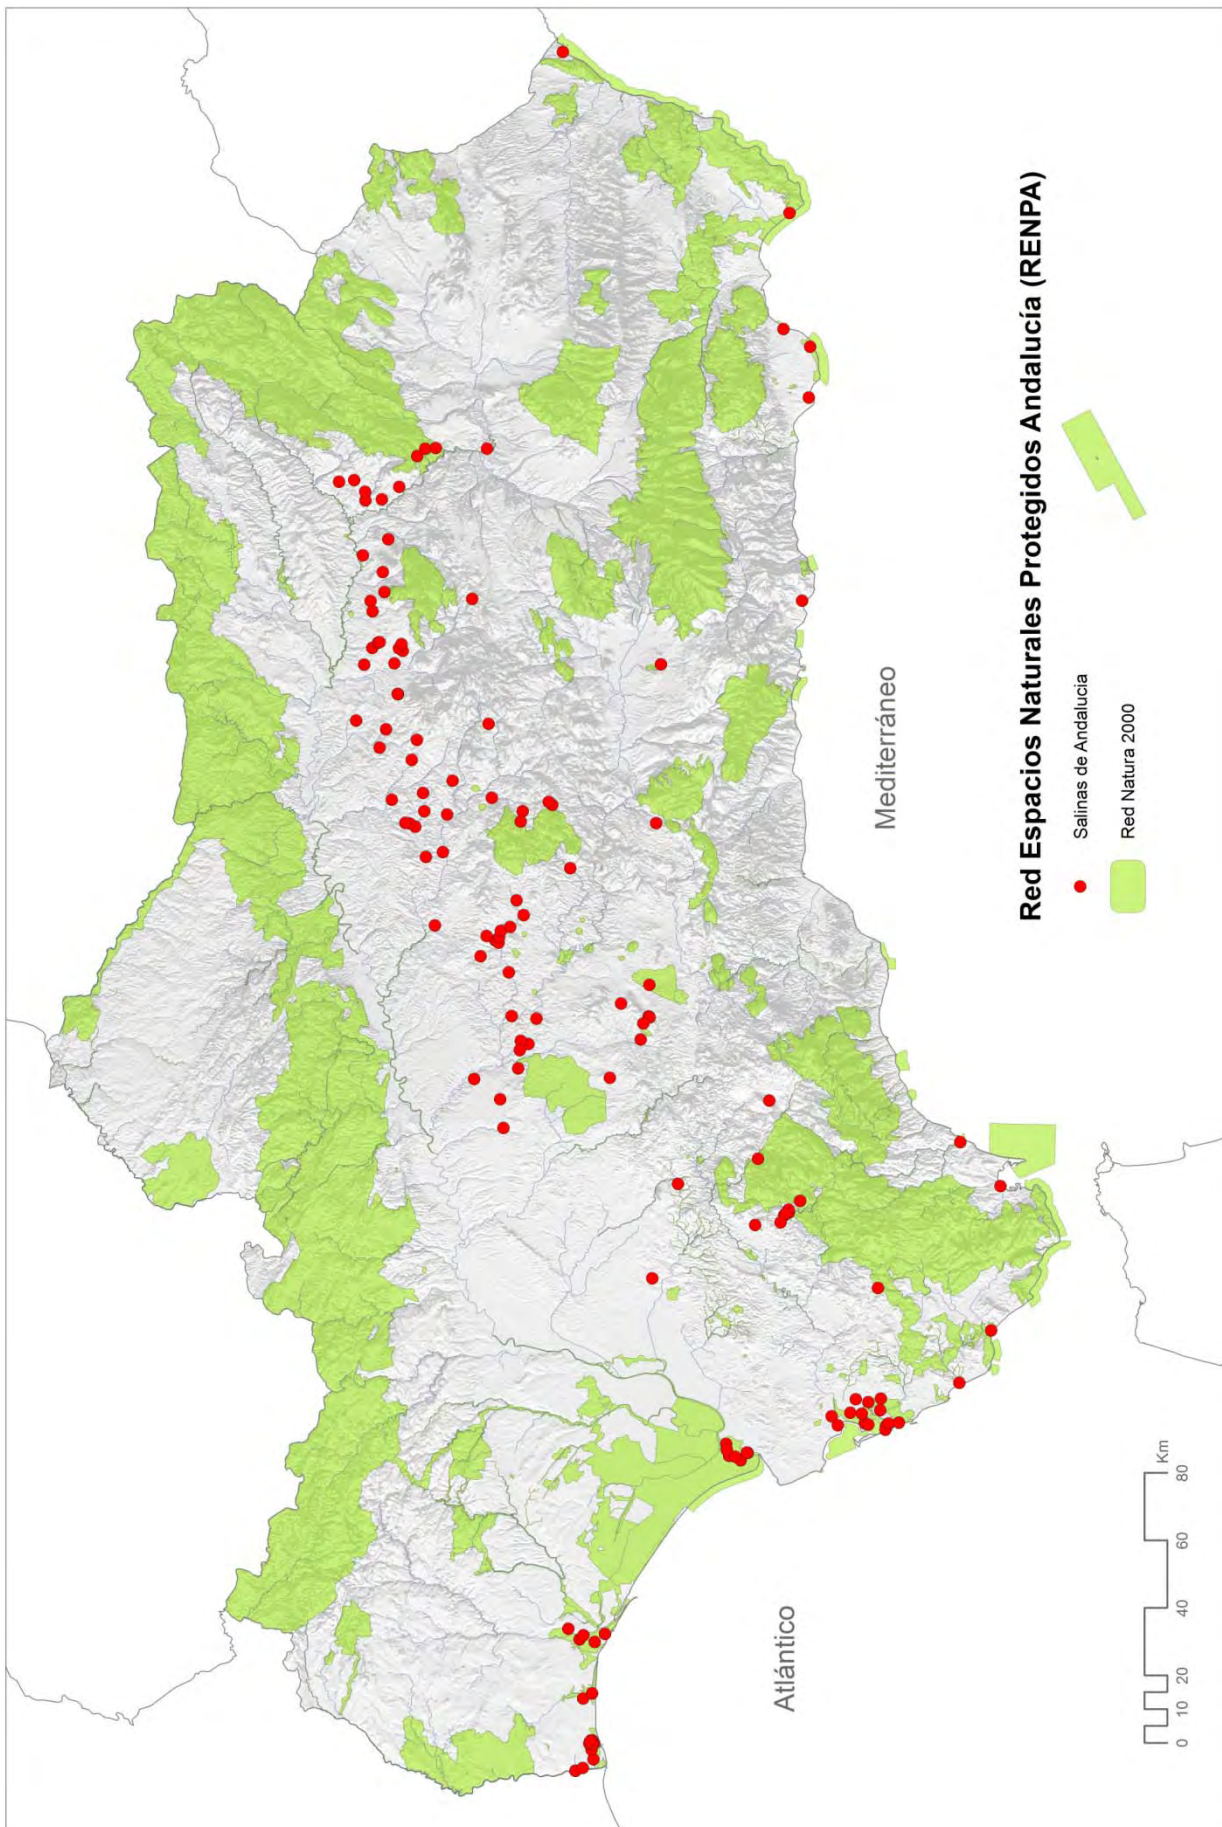 Red Espacios Naturales Protegidos Andalucía (RENPA)
Salinas de Andalucia
Red Natura 2000
Mediterráneo
Atlántico
0 10 20 40 60 80
Km